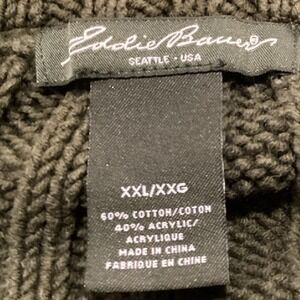 Eddie Bauer®
SEATTLE · USA
XXL/XXG
60% COTTON/COTON
40% ACRYLIC/
ACRYLIQUE
MADE IN CHINA
FABRIQUE EN CHINE